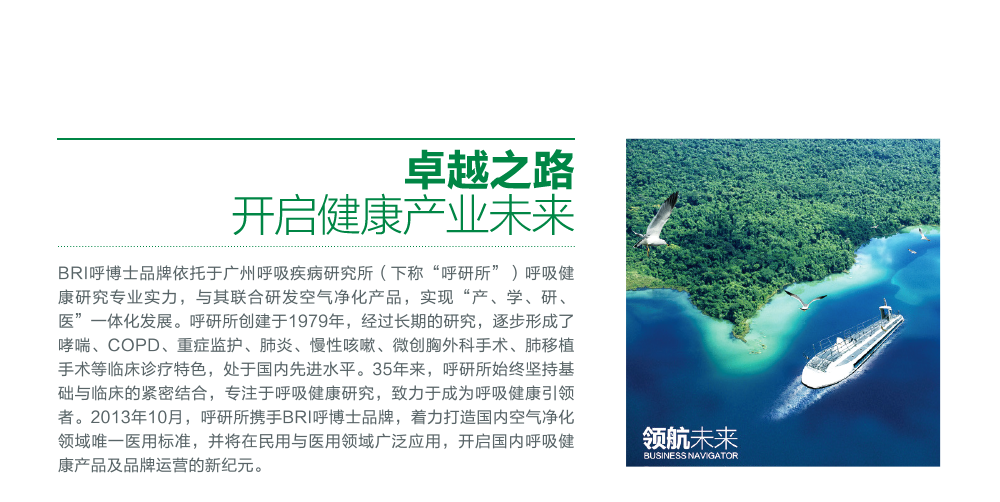 卓越之路
开启健康产业未来
BRI呼博士品牌依托于广州呼吸疾病研究所（下称“呼研所”）呼吸健
康研究专业实力，与其联合研发空气净化产品，实现“产、学、研、
医”一体化发展。呼研所创建于1979年，经过长期的研究，逐步形成了
哮喘、COPD、重症监护、肺炎、慢性咳嗽、微创胸外科手术、肺移植
手术等临床诊疗特色，处于国内先进水平。35年来，呼研所始终坚持基
础与临床的紧密结合，专注于呼吸健康研究，致力于成为呼吸健康引领
者。2013年10月，呼研所携手BRI呼博士品牌，着力打造国内空气净化
领域唯一医用标准，并将在民用与医用领域广泛应用，开启国内呼吸健
康产品及品牌运营的新纪元。
领航未来
BUSINESS NAVIGATOR